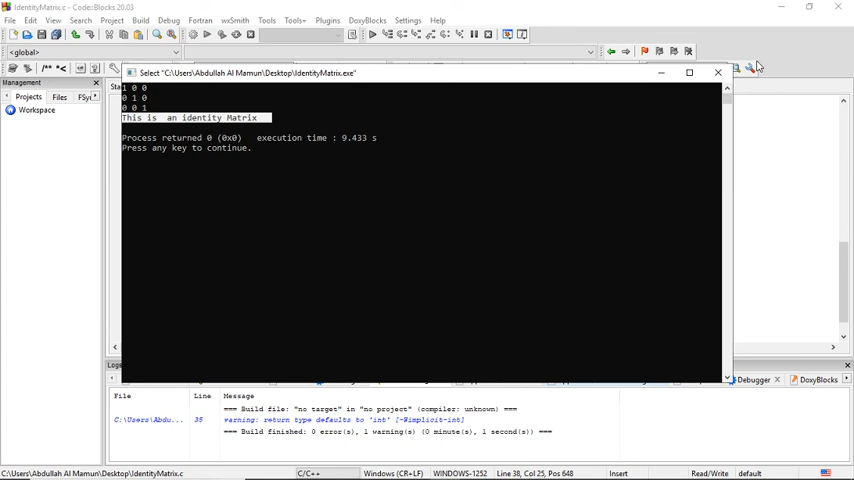 IdentityMatrix.c - Code::Blocks 20.03
File Edit View Search Project Build Debug Fortran wxSmith Tools Tools+ Plugins DoxyBlocks Settings Help
<global>
/** *<
Management
Projects Files FSy
Workspace
Select "C:\Users\Abdullah Al Mamun\Desktop\IdentityMatrix.exe"
1 0 0
0 1 0
0 0 1
This is  an identity Matrix
Process returned 0 (0x0)   execution time : 9.433 s
Press any key to continue.
Debugger DoxyBlocks
File Line Message
=== Build file: "no target" in "no project" (compiler: unknown) ===
C:\Users\Abdu... 35 warning: return type defaults to 'int' [-Wimplicit-int]
=== Build finished: 0 error(s), 1 warning(s) (0 minute(s), 1 second(s)) ===
C:\Users\Abdullah Al Mamun\Desktop\IdentityMatrix.c C/C++ Windows (CR+LF) WINDOWS-1252 Line 38, Col 25, Pos 648 Insert Read/Write default